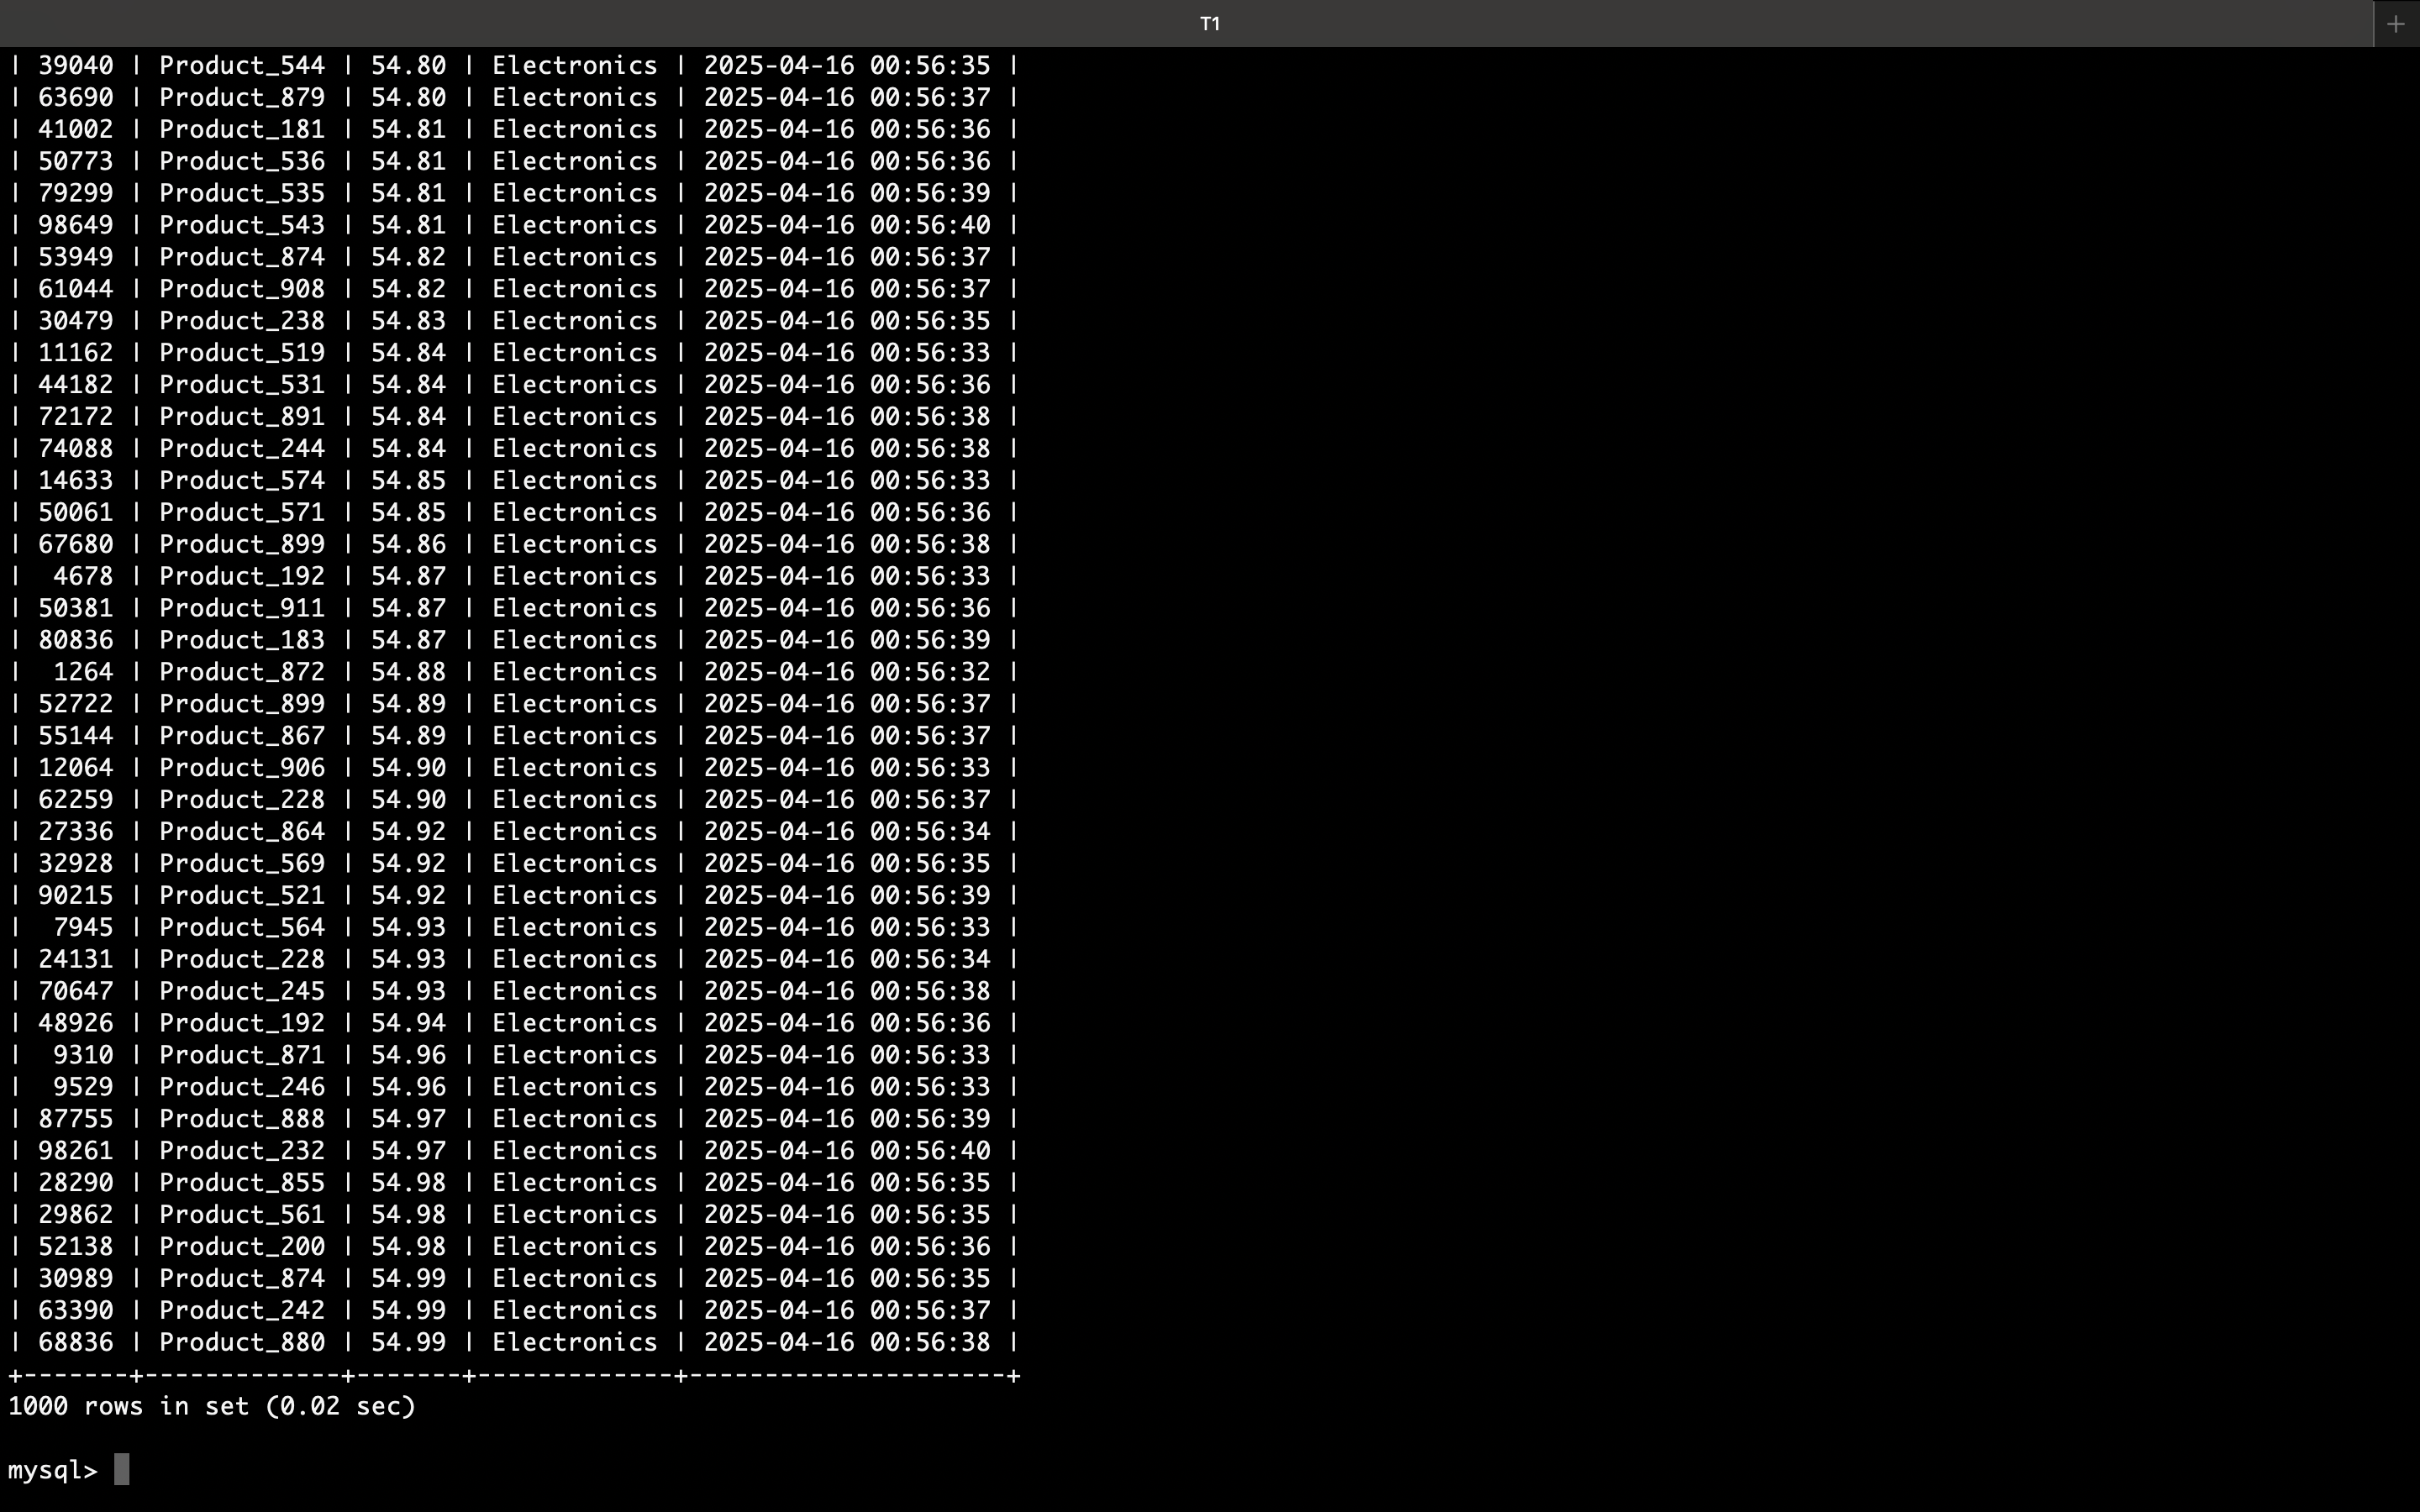 T1
+
| 39040 | Product_544 | 54.80 | Electronics | 2025-04-16 00:56:35 |
| 63690 | Product_879 | 54.80 | Electronics | 2025-04-16 00:56:37 |
| 41002 | Product_181 | 54.81 | Electronics | 2025-04-16 00:56:36 |
| 50773 | Product_536 | 54.81 | Electronics | 2025-04-16 00:56:36 |
| 79299 | Product_535 | 54.81 | Electronics | 2025-04-16 00:56:39 |
| 98649 | Product_543 | 54.81 | Electronics | 2025-04-16 00:56:40 |
| 53949 | Product_874 | 54.82 | Electronics | 2025-04-16 00:56:37 |
| 61044 | Product_908 | 54.82 | Electronics | 2025-04-16 00:56:37 |
| 30479 | Product_238 | 54.83 | Electronics | 2025-04-16 00:56:35 |
| 11162 | Product_519 | 54.84 | Electronics | 2025-04-16 00:56:33 |
| 44182 | Product_531 | 54.84 | Electronics | 2025-04-16 00:56:36 |
| 72172 | Product_891 | 54.84 | Electronics | 2025-04-16 00:56:38 |
| 74088 | Product_244 | 54.84 | Electronics | 2025-04-16 00:56:38 |
| 14633 | Product_574 | 54.85 | Electronics | 2025-04-16 00:56:33 |
| 50061 | Product_571 | 54.85 | Electronics | 2025-04-16 00:56:36 |
| 67680 | Product_899 | 54.86 | Electronics | 2025-04-16 00:56:38 |
|  4678 | Product_192 | 54.87 | Electronics | 2025-04-16 00:56:33 |
| 50381 | Product_911 | 54.87 | Electronics | 2025-04-16 00:56:36 |
| 80836 | Product_183 | 54.87 | Electronics | 2025-04-16 00:56:39 |
|  1264 | Product_872 | 54.88 | Electronics | 2025-04-16 00:56:32 |
| 52722 | Product_899 | 54.89 | Electronics | 2025-04-16 00:56:37 |
| 55144 | Product_867 | 54.89 | Electronics | 2025-04-16 00:56:37 |
| 12064 | Product_906 | 54.90 | Electronics | 2025-04-16 00:56:33 |
| 62259 | Product_228 | 54.90 | Electronics | 2025-04-16 00:56:37 |
| 27336 | Product_864 | 54.92 | Electronics | 2025-04-16 00:56:34 |
| 32928 | Product_569 | 54.92 | Electronics | 2025-04-16 00:56:35 |
| 90215 | Product_521 | 54.92 | Electronics | 2025-04-16 00:56:39 |
|  7945 | Product_564 | 54.93 | Electronics | 2025-04-16 00:56:33 |
| 24131 | Product_228 | 54.93 | Electronics | 2025-04-16 00:56:34 |
| 70647 | Product_245 | 54.93 | Electronics | 2025-04-16 00:56:38 |
| 48926 | Product_192 | 54.94 | Electronics | 2025-04-16 00:56:36 |
|  9310 | Product_871 | 54.96 | Electronics | 2025-04-16 00:56:33 |
|  9529 | Product_246 | 54.96 | Electronics | 2025-04-16 00:56:33 |
| 87755 | Product_888 | 54.97 | Electronics | 2025-04-16 00:56:39 |
| 98261 | Product_232 | 54.97 | Electronics | 2025-04-16 00:56:40 |
| 28290 | Product_855 | 54.98 | Electronics | 2025-04-16 00:56:35 |
| 29862 | Product_561 | 54.98 | Electronics | 2025-04-16 00:56:35 |
| 52138 | Product_200 | 54.98 | Electronics | 2025-04-16 00:56:36 |
| 30989 | Product_874 | 54.99 | Electronics | 2025-04-16 00:56:35 |
| 63390 | Product_242 | 54.99 | Electronics | 2025-04-16 00:56:37 |
| 68836 | Product_880 | 54.99 | Electronics | 2025-04-16 00:56:38 |
+-------+-------------+-------+-------------+---------------------+
1000 rows in set (0.02 sec)
mysql>